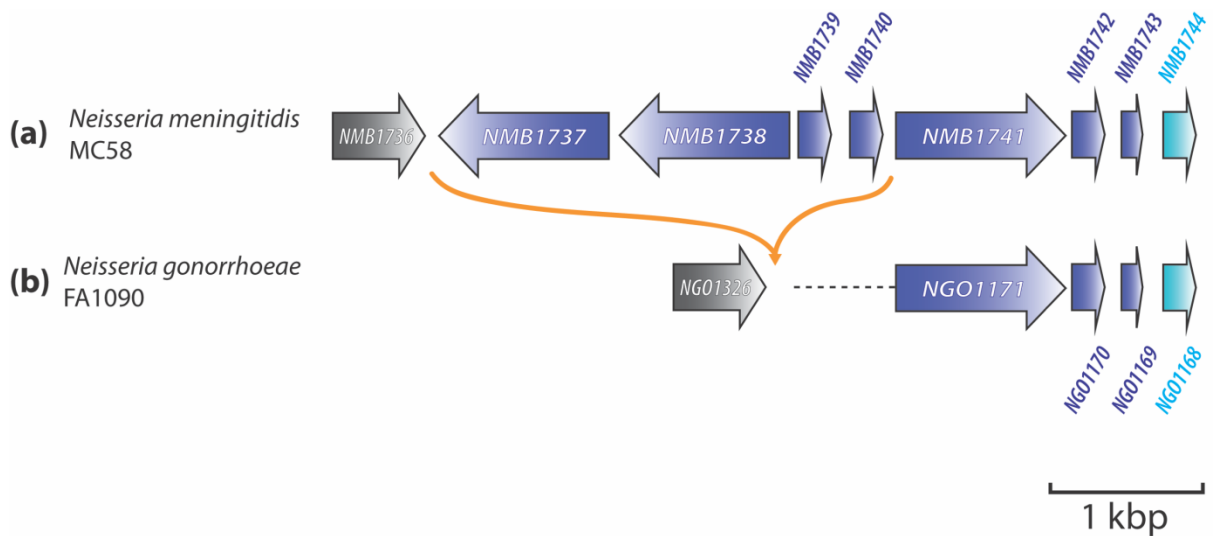 NMB1739 NMB1740 NMB1742 NMB1743 NMB1744
(a) Neisseria meningitidis
MC58
NMB1736 NMB1737 NMB1738 NMB1741
(b) Neisseria gonorrhoeae
FA1090
NGO1326 NGO1171
NGO1170 NGO1169 NGO1168
1 kbp